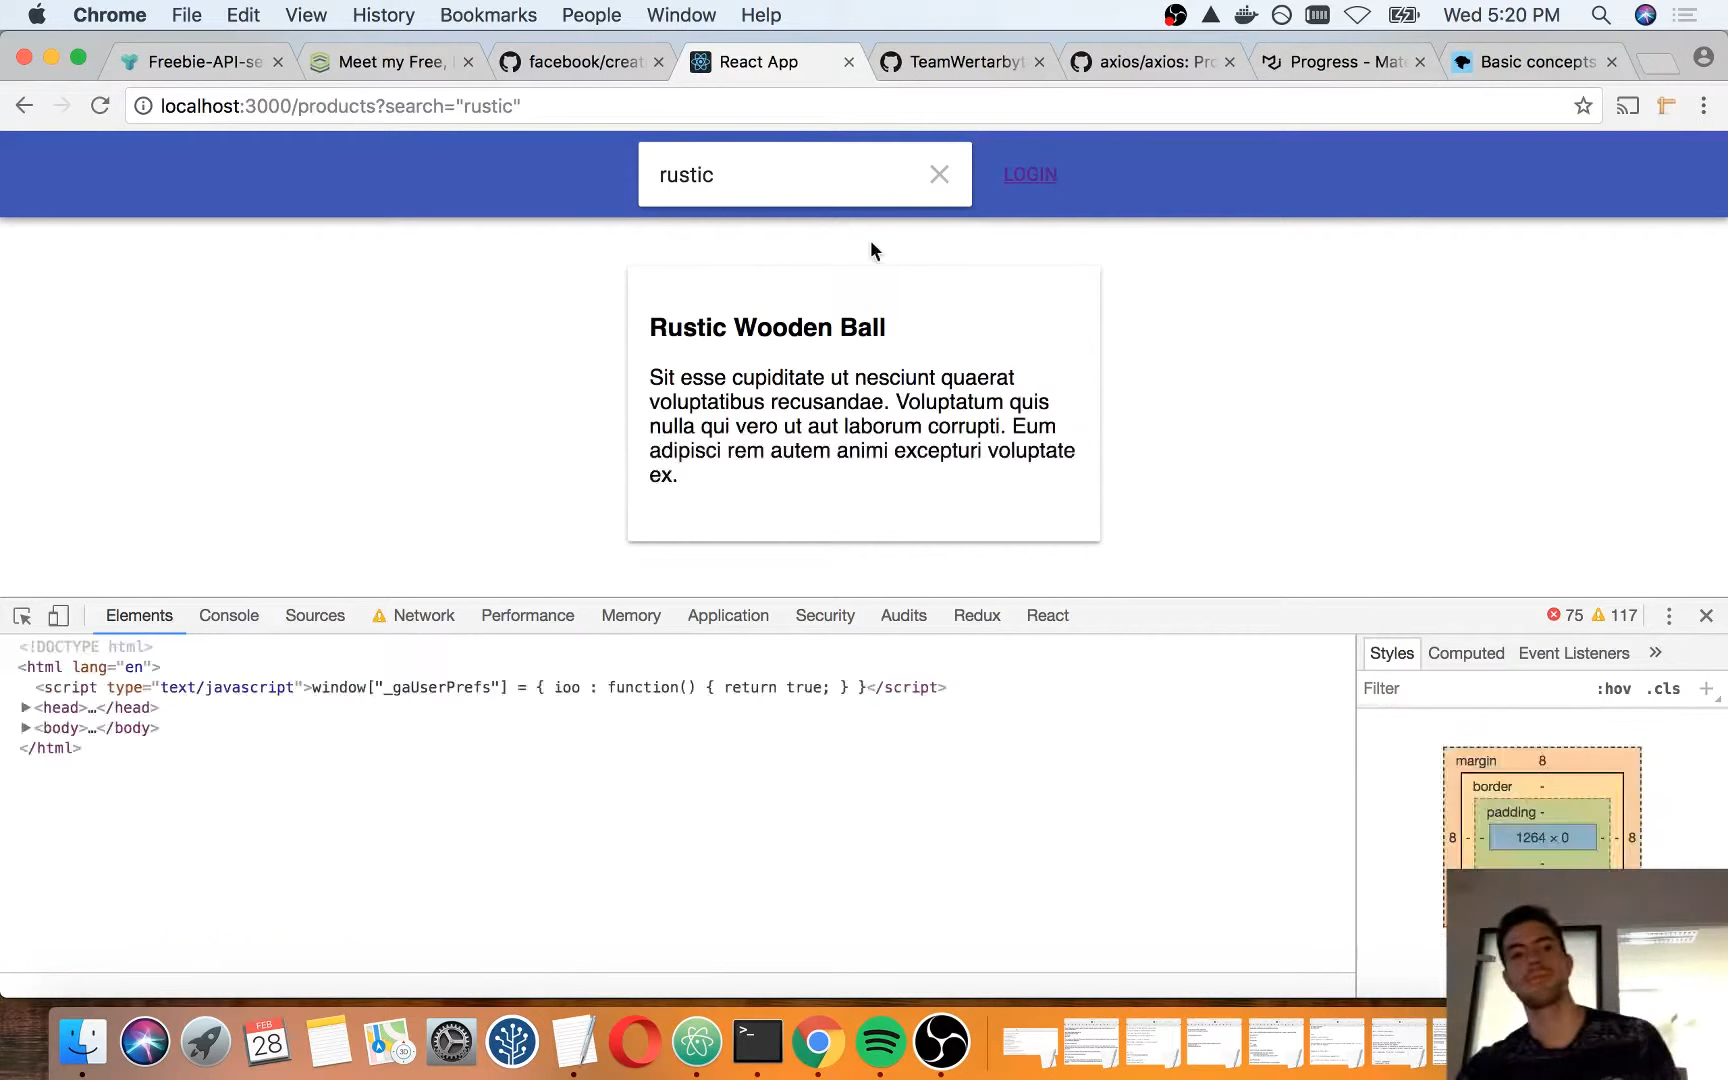 Chrome File Edit View History Bookmarks People Window Help Wed 5:20 PM
Freebie-API-se Meet my Free, facebook/creat React App TeamWertarbyt axios/axios: Pro Progress - Mate Basic concepts
localhost:3000/products?search="rustic"
rustic LOGIN
Rustic Wooden Ball
Sit esse cupiditate ut nesciunt quaerat
voluptatibus recusandae. Voluptatum quis
nulla qui vero ut aut laborum corrupti. Eum
adipisci rem autem animi excepturi voluptate
ex.
Elements Console Sources Network Performance Memory Application Security Audits Redux React 75 117
<!DOCTYPE html>
<html lang="en">
<script type="text/javascript">window["_gaUserPrefs"] = { ioo : function() { return true; } }</script>
<head>…</head>
<body>…</body>
</html>
Styles Computed Event Listeners »
Filter :hov .cls +
margin 8
border -
padding -
8 - - 1264 × 0 - - 8
-
FEB
28